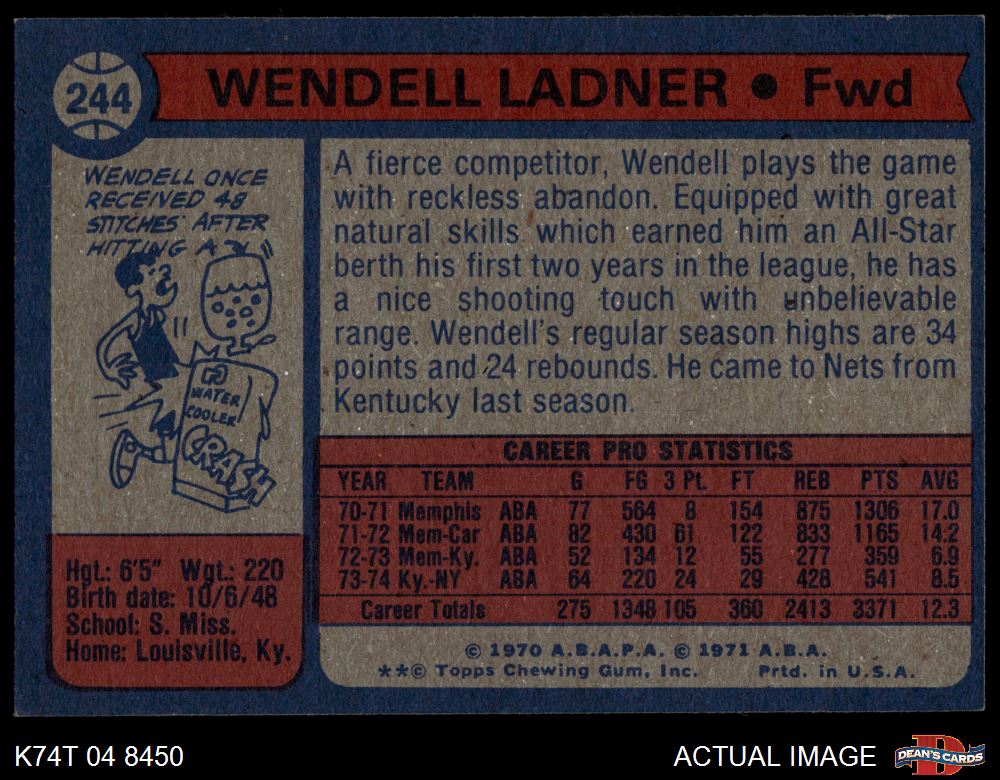 244
WENDELL LADNER ● Fwd
WENDELL ONCE
RECEIVED 48
STITCHES AFTER
HITTING A
WATER
COOLER
CRASH
Hgt.: 6'5" Wgt.: 220
Birth date: 10/6/48
School: S. Miss.
Home: Louisville, Ky.
A fierce competitor, Wendell plays the game
with reckless abandon. Equipped with great
natural skills which earned him an All-Star
berth his first two years in the league, he has
a nice shooting touch with unbelievable
range. Wendell's regular season highs are 34
points and 24 rebounds. He came to Nets from
Kentucky last season.
CAREER PRO STATISTICS
YEAR TEAM G FG 3 Pt. FT REB PTS AVG
70-71 Memphis ABA 77 564 8 154 875 1306 17.0
71-72 Mem-Car ABA 82 430 61 122 833 1165 14.2
72-73 Mem-Ky. ABA 52 134 12 55 277 359 6.9
73-74 Ky.-NY ABA 64 220 24 29 428 541 8.5
Career Totals 275 1348 105 360 2413 3371 12.3
© 1970 A.B.A.P.A. © 1971 A.B.A.
**© Topps Chewing Gum, Inc. Prtd. in U.S.A.
K74T 04 8450
ACTUAL IMAGE
DEAN'S CARDS